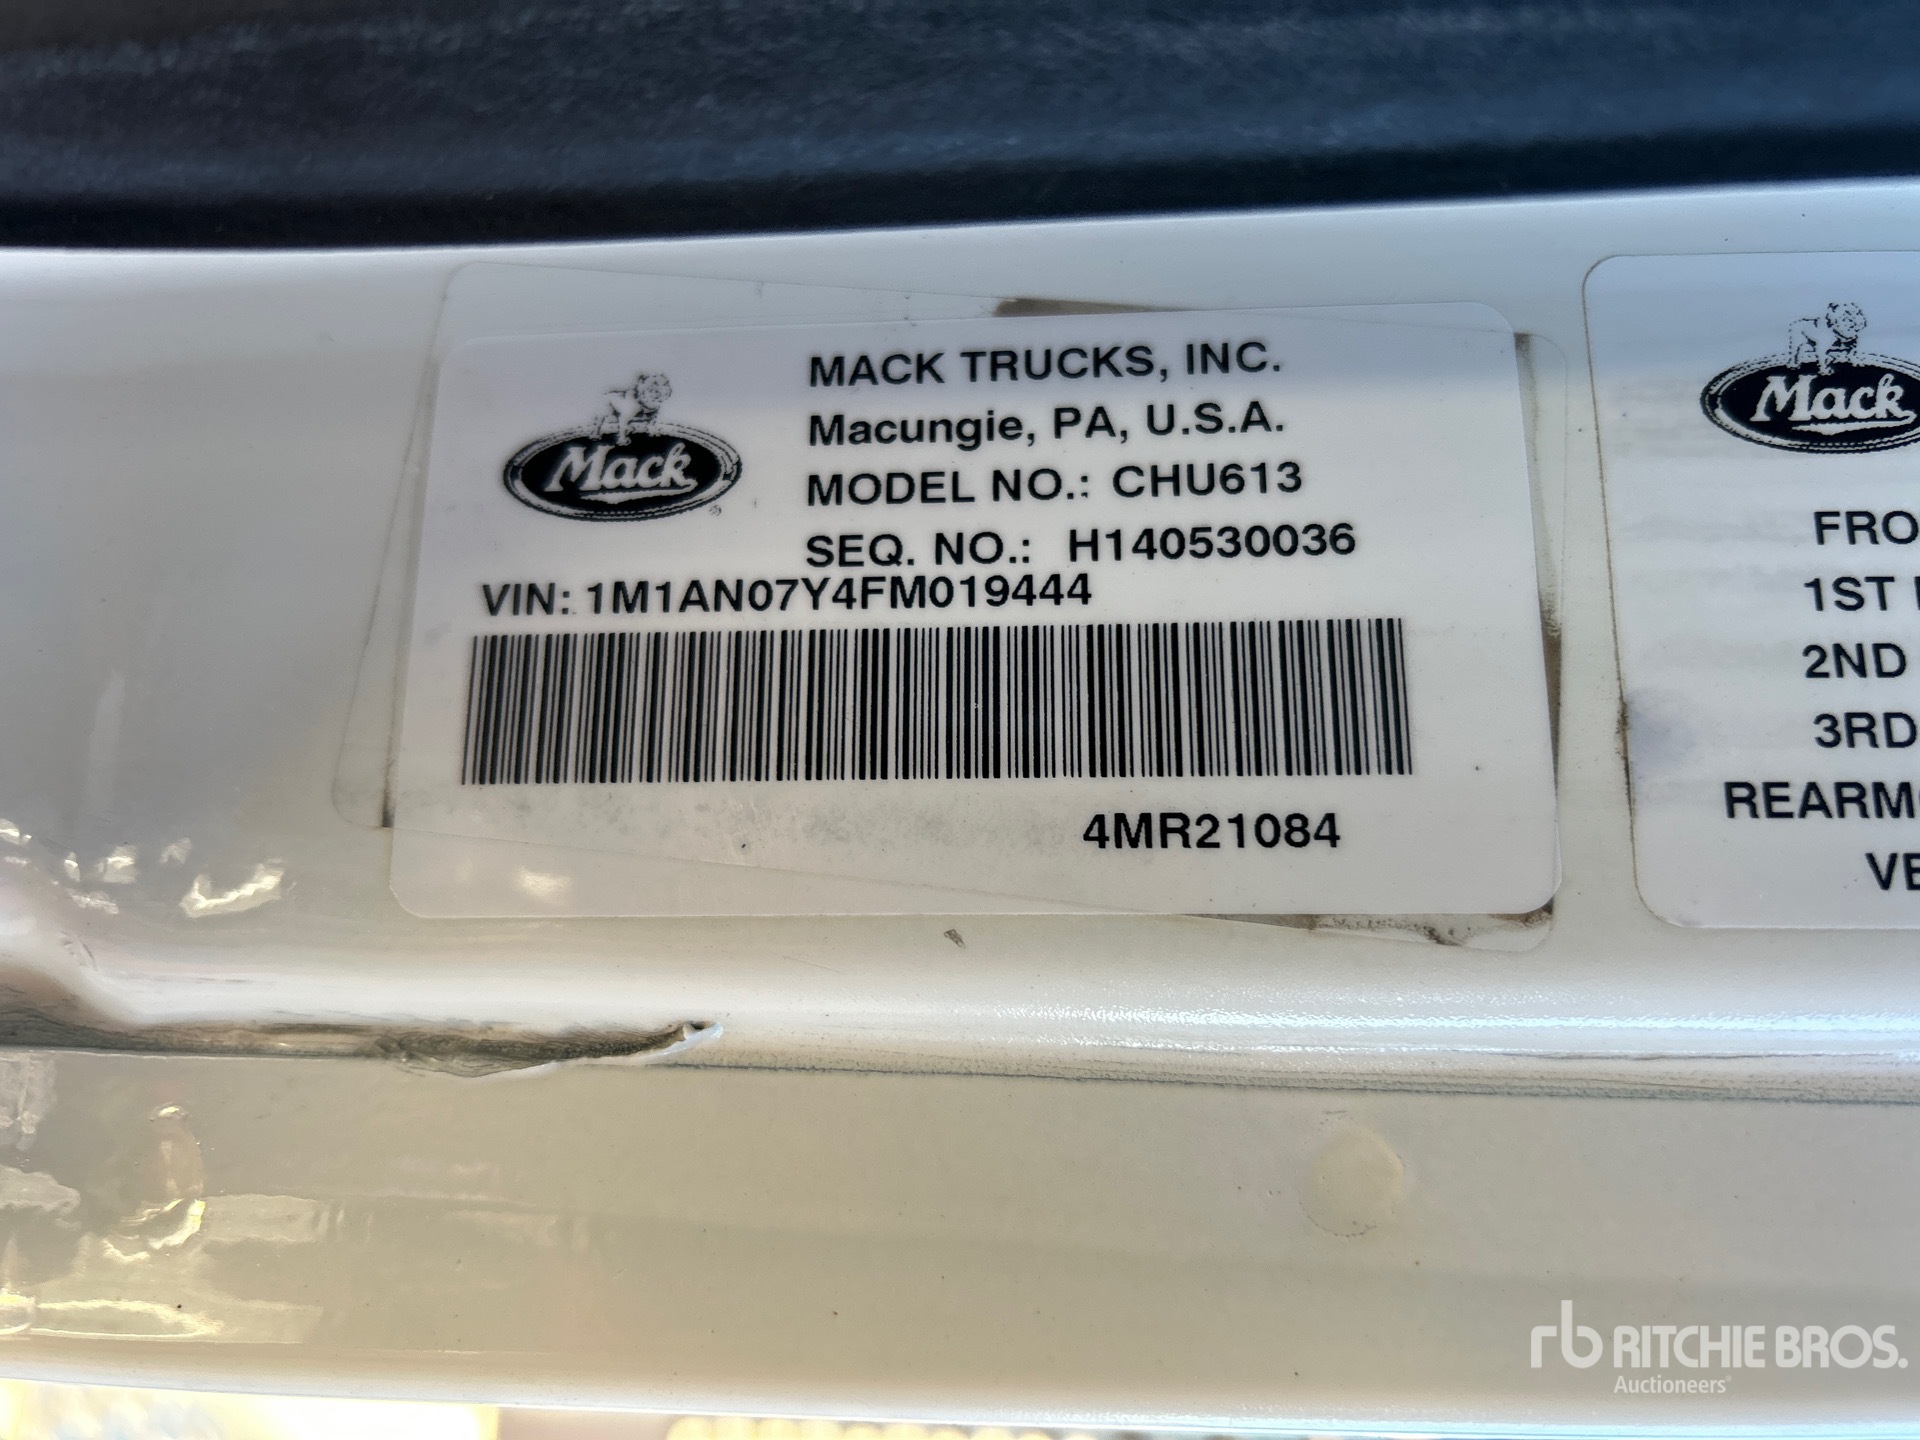 Mack
MACK TRUCKS, INC.
Macungie, PA, U.S.A.
MODEL NO.: CHU613
SEQ. NO.: H140530036
VIN: 1M1AN07Y4FM019444
4MR21084
Mack
FRO
1ST
2ND
3RD
REARM
VE
rb RITCHIE BROS.
Auctioneers